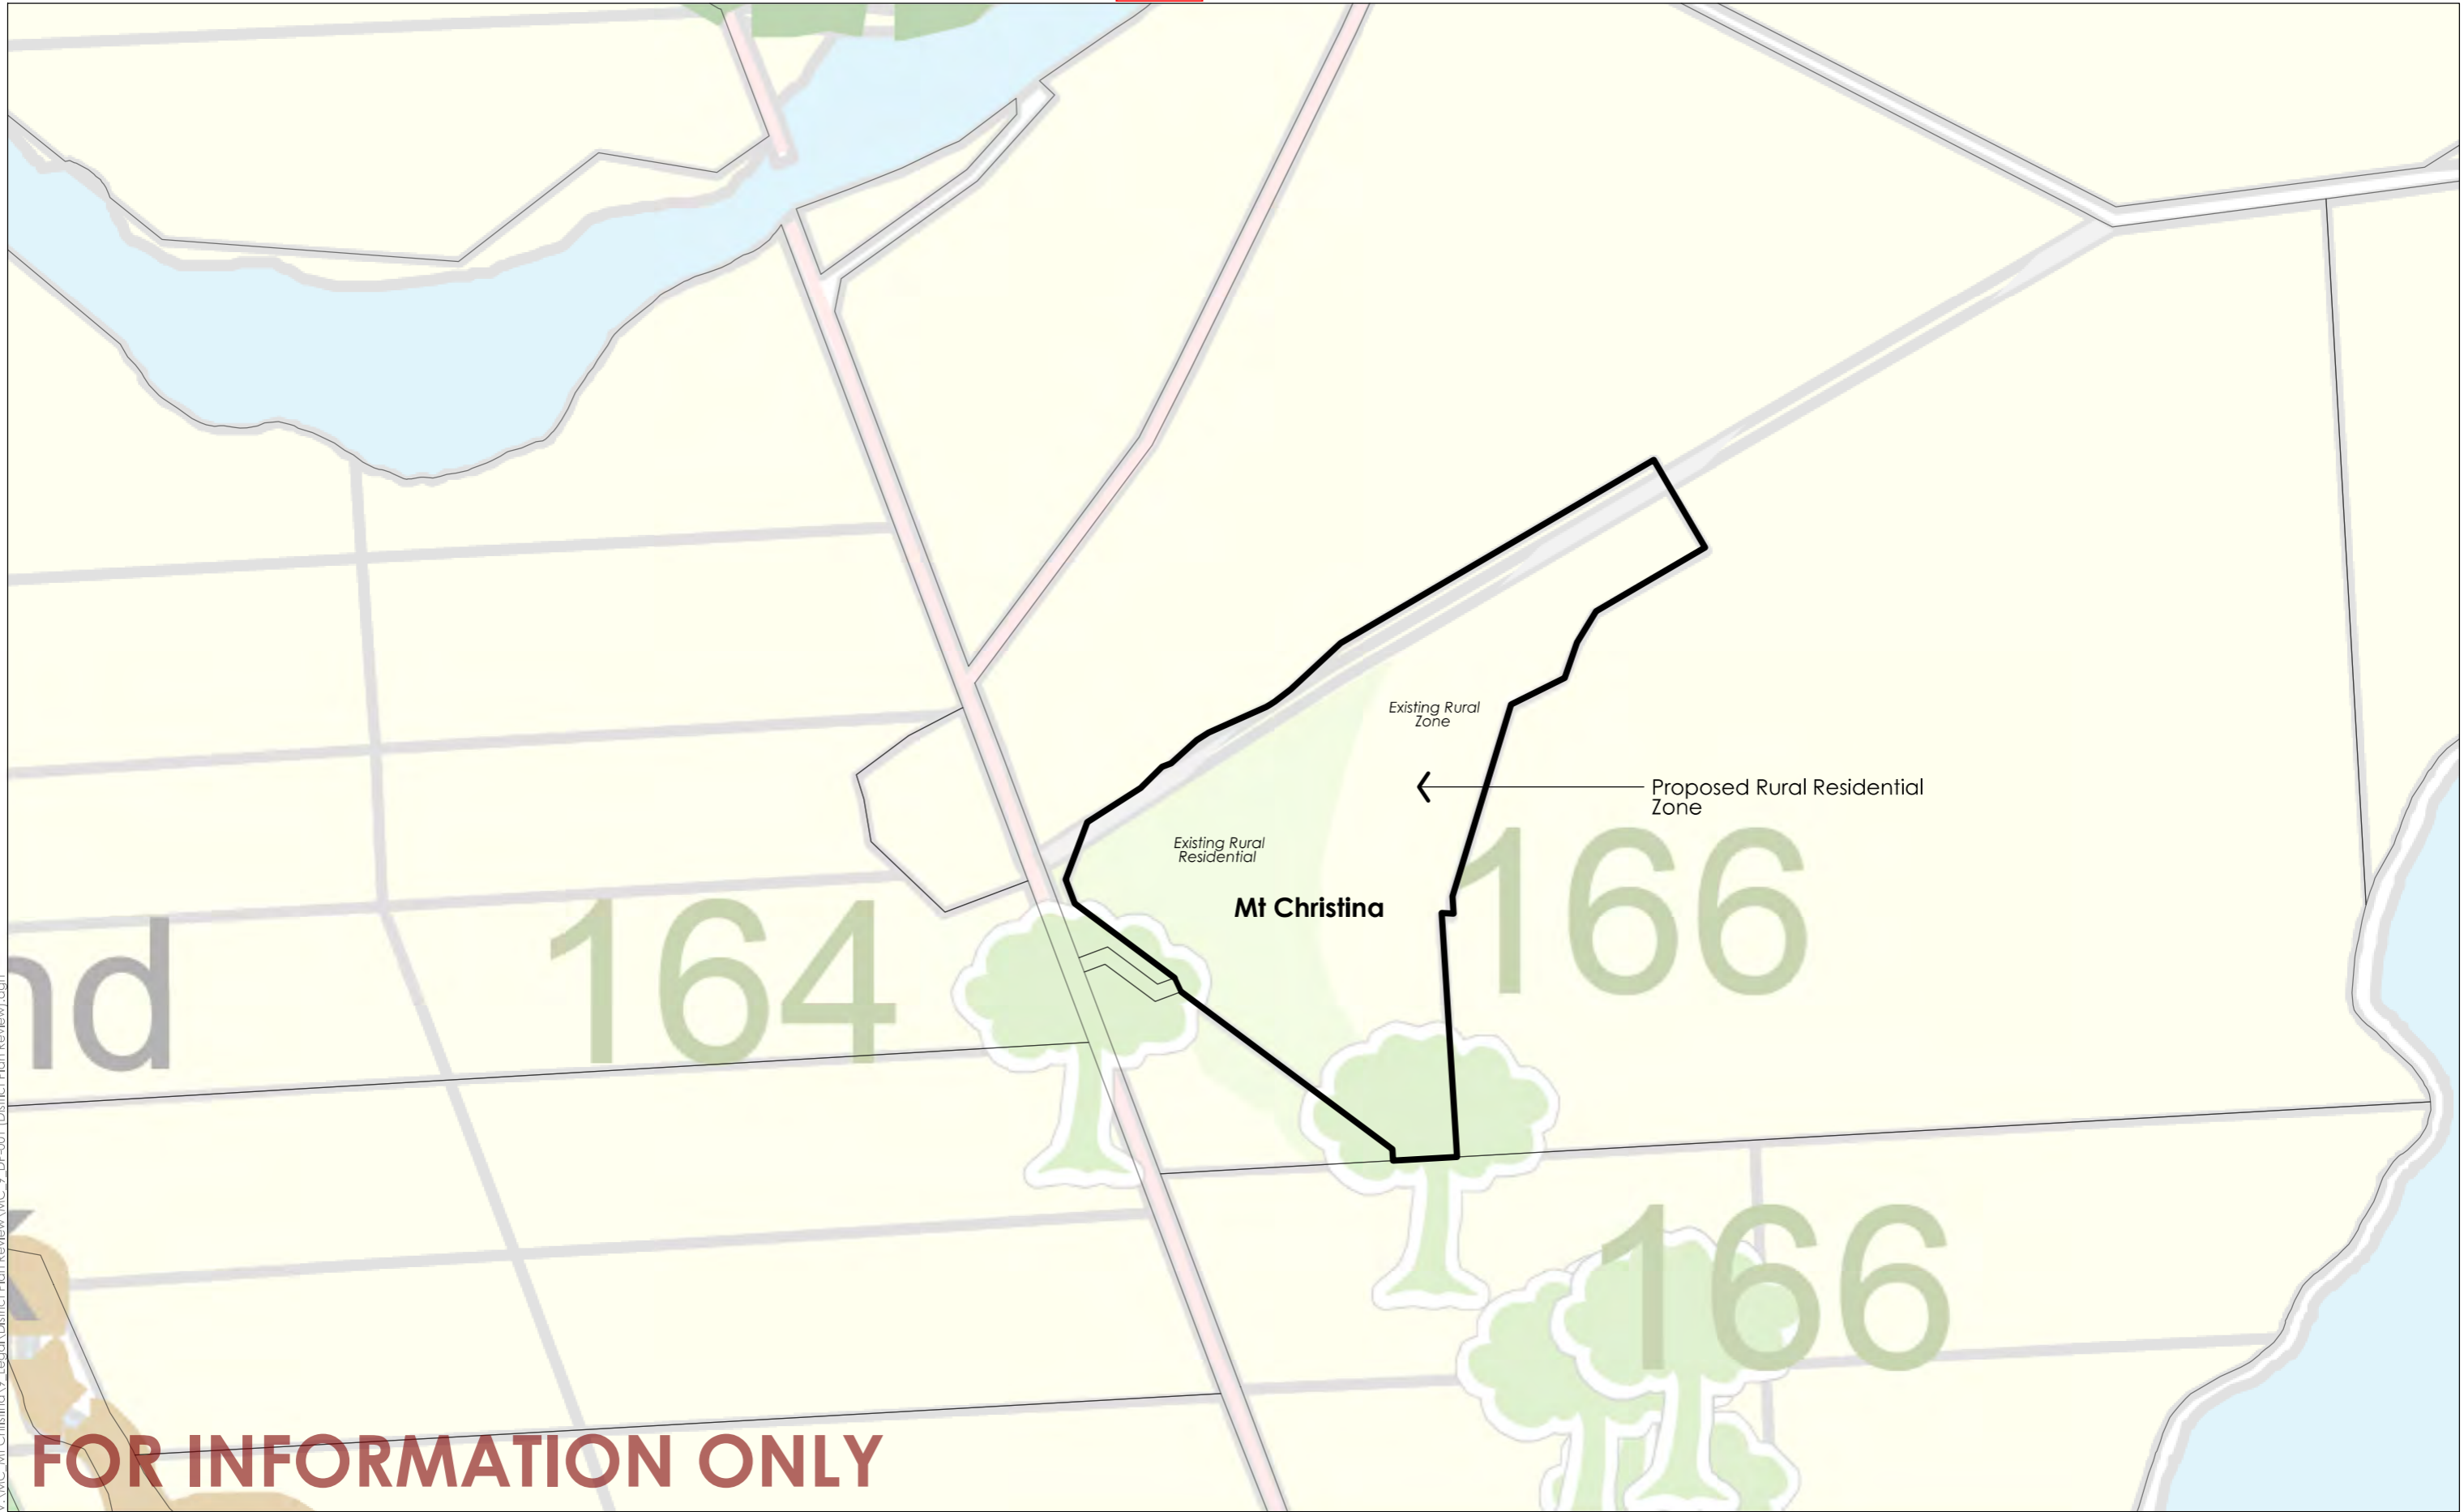 Existing Rural
Zone
Proposed Rural Residential
Zone
Existing Rural
Residential
Mt Christina
166
164
nd
166
FOR INFORMATION ONLY